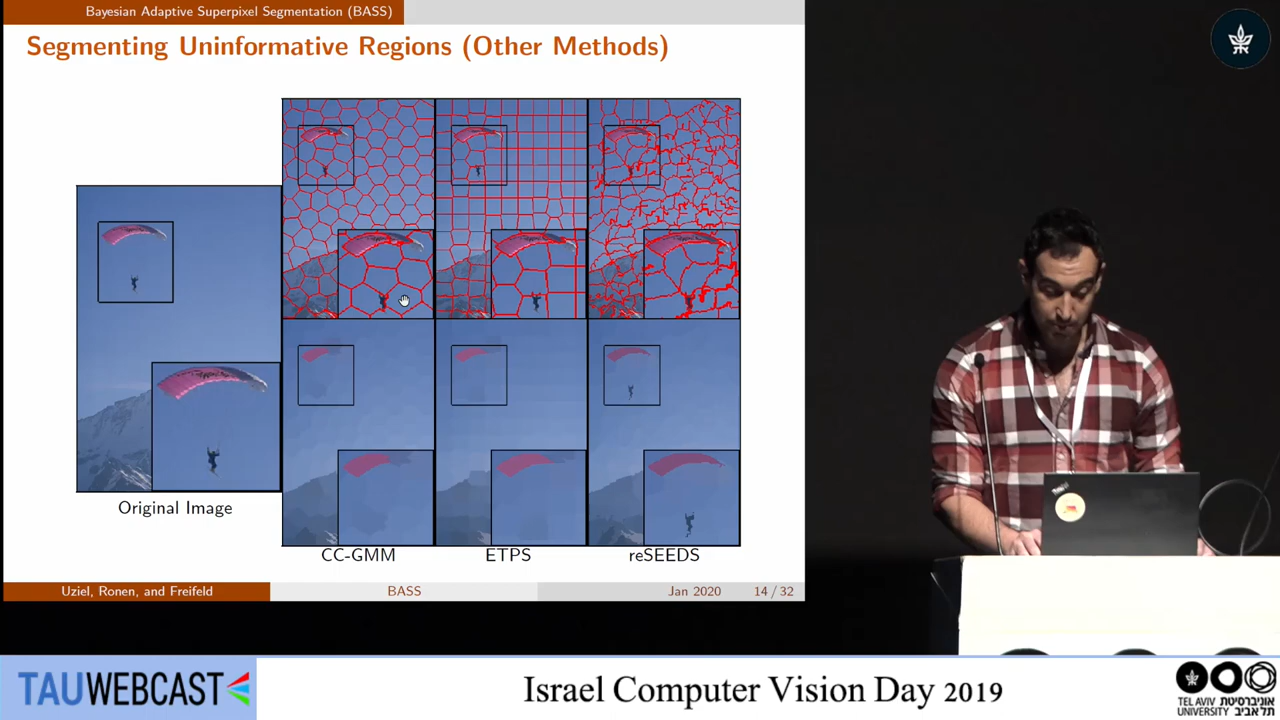 Bayesian Adaptive Superpixel Segmentation (BASS)
Segmenting Uninformative Regions (Other Methods)
Original Image
CC-GMM
ETPS
reSEEDS
Uziel, Ronen, and Freifeld
BASS
Jan 2020
14 / 32
TAUWEBCAST
Israel Computer Vision Day 2019
TEL AVIV UNIVERSITY
אוניברסיטת תל אביב